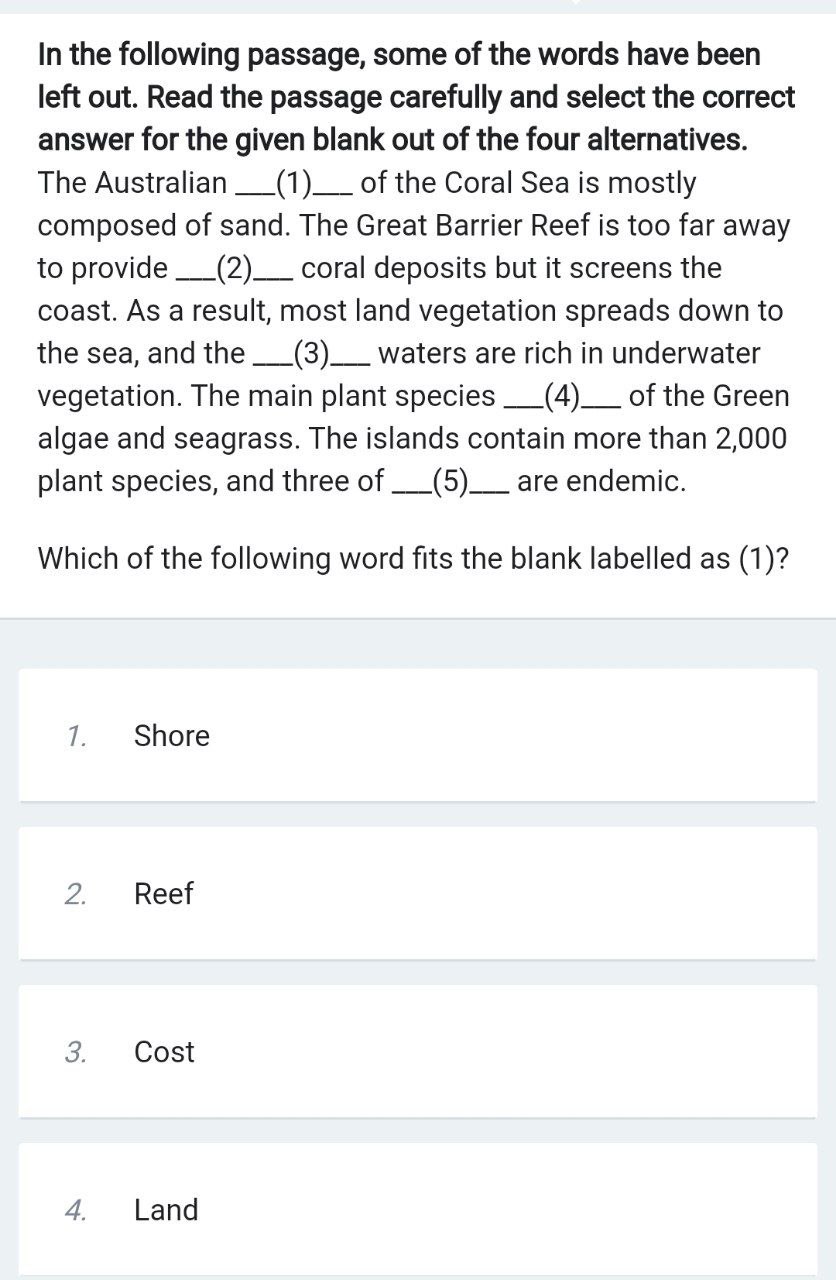 In the following passage, some of the words have been
left out. Read the passage carefully and select the correct
answer for the given blank out of the four alternatives.
The Australian ___(1)___ of the Coral Sea is mostly
composed of sand. The Great Barrier Reef is too far away
to provide ___(2)___ coral deposits but it screens the
coast. As a result, most land vegetation spreads down to
the sea, and the ___(3)___ waters are rich in underwater
vegetation. The main plant species ___(4)___ of the Green
algae and seagrass. The islands contain more than 2,000
plant species, and three of ___(5)___ are endemic.
Which of the following word fits the blank labelled as (1)?
1. Shore
2. Reef
3. Cost
4. Land